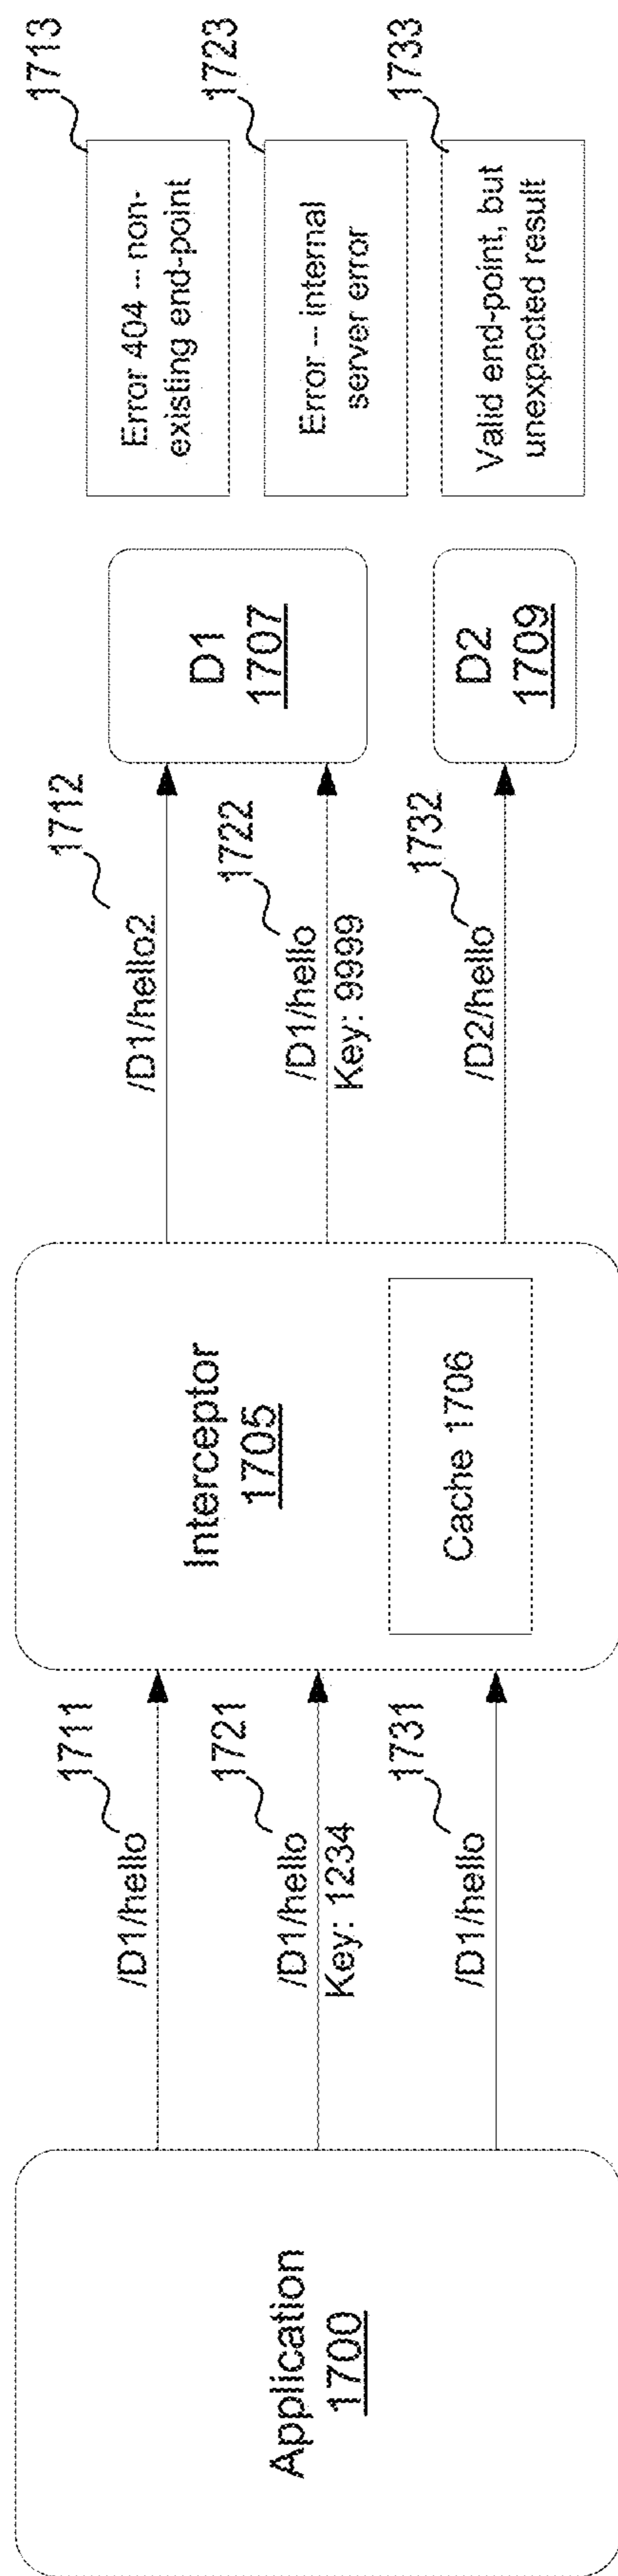 Application
1700
/D1/hello
1711
/D1/hello
Key: 1234
1721
/D1/hello
1731
Interceptor
1705
Cache 1706
/D1/hello2
1712
/D1/hello
Key: 9999
1722
/D2/hello
1732
D1
1707
D2
1709
Error 404 -- non-
existing end-point
1713
Error -- internal
server error
1723
Valid end-point, but
unexpected result
1733